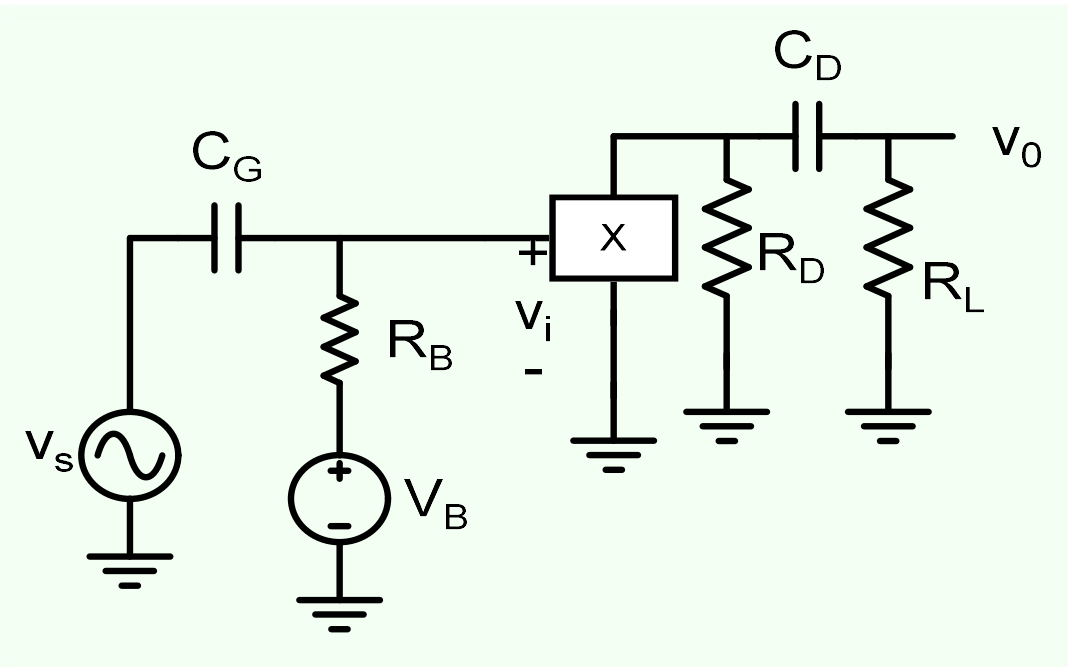 C_D
v_0
C_G
x
+
R_D
R_L
v_i
R_B
-
v_s
+
V_B
-